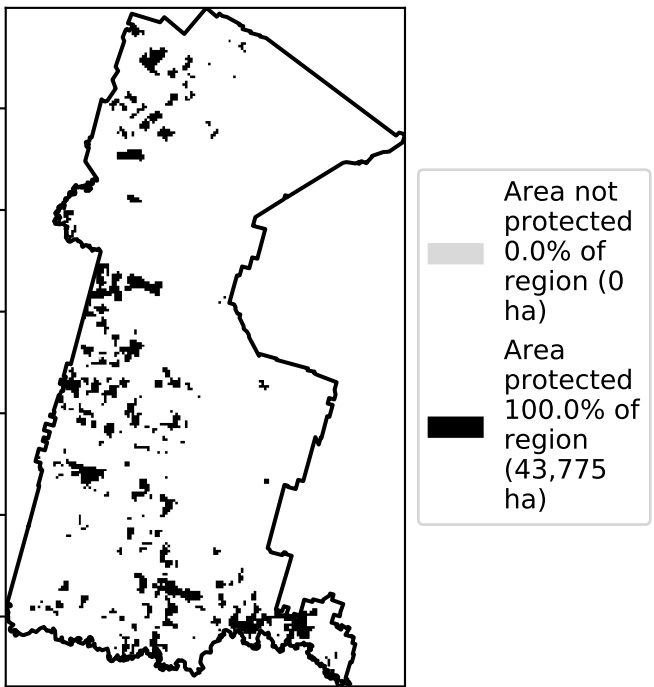 Area not
protected
0.0% of
region (0
ha)
Area
protected
100.0% of
region
(43,775
ha)